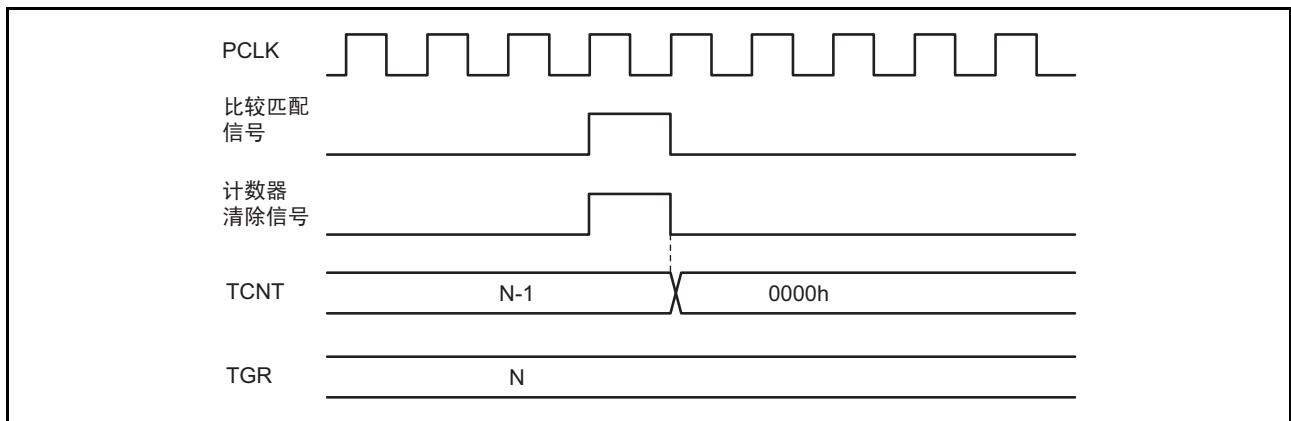 PCLK
比较匹配
信号
计数器
清除信号
TCNT
N-1
0000h
TGR
N